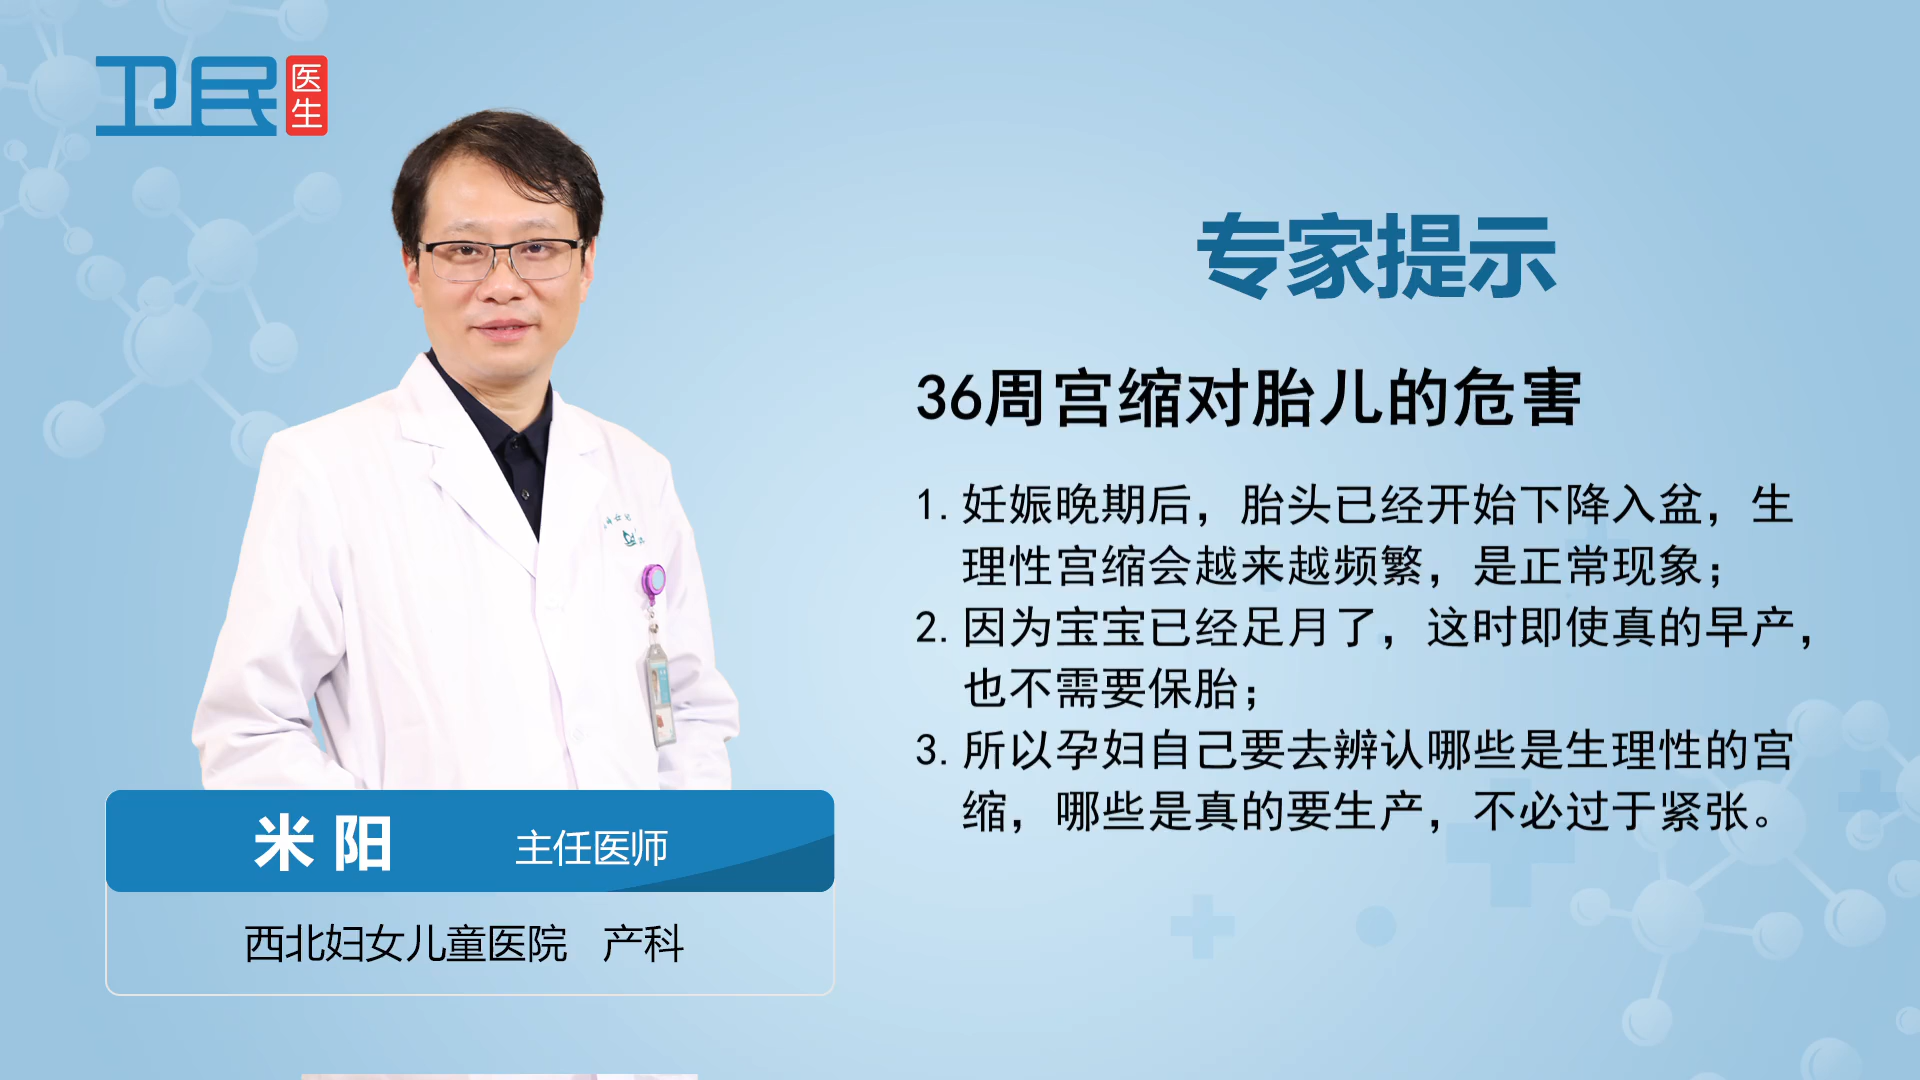 卫民医生
专家提示
36周宫缩对胎儿的危害
1. 妊娠晚期后，胎头已经开始下降入盆，生
理性宫缩会越来越频繁，是正常现象；
2. 因为宝宝已经足月了，这时即使真的早产，
也不需要保胎；
3. 所以孕妇自己要去辨认哪些是生理性的宫
缩，哪些是真的要生产，不必过于紧张。
米阳 主任医师
西北妇女儿童医院 产科